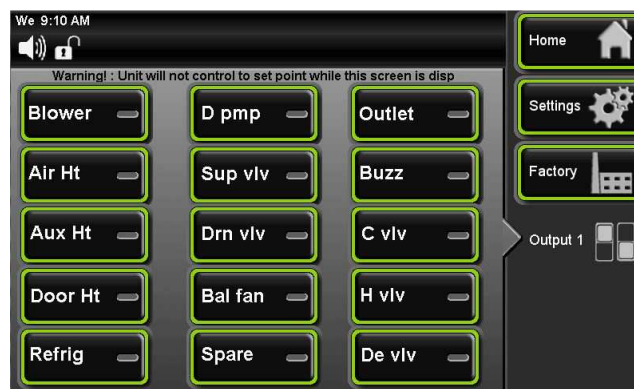 We 9:10 AM
Warning! : Unit will not control to set point while this screen is disp
Blower
D pmp
Outlet
Air Ht
Sup vlv
Buzz
Aux Ht
Drn vlv
C vlv
Door Ht
Bal fan
H vlv
Refrig
Spare
De vlv
Home
Settings
Factory
Output 1